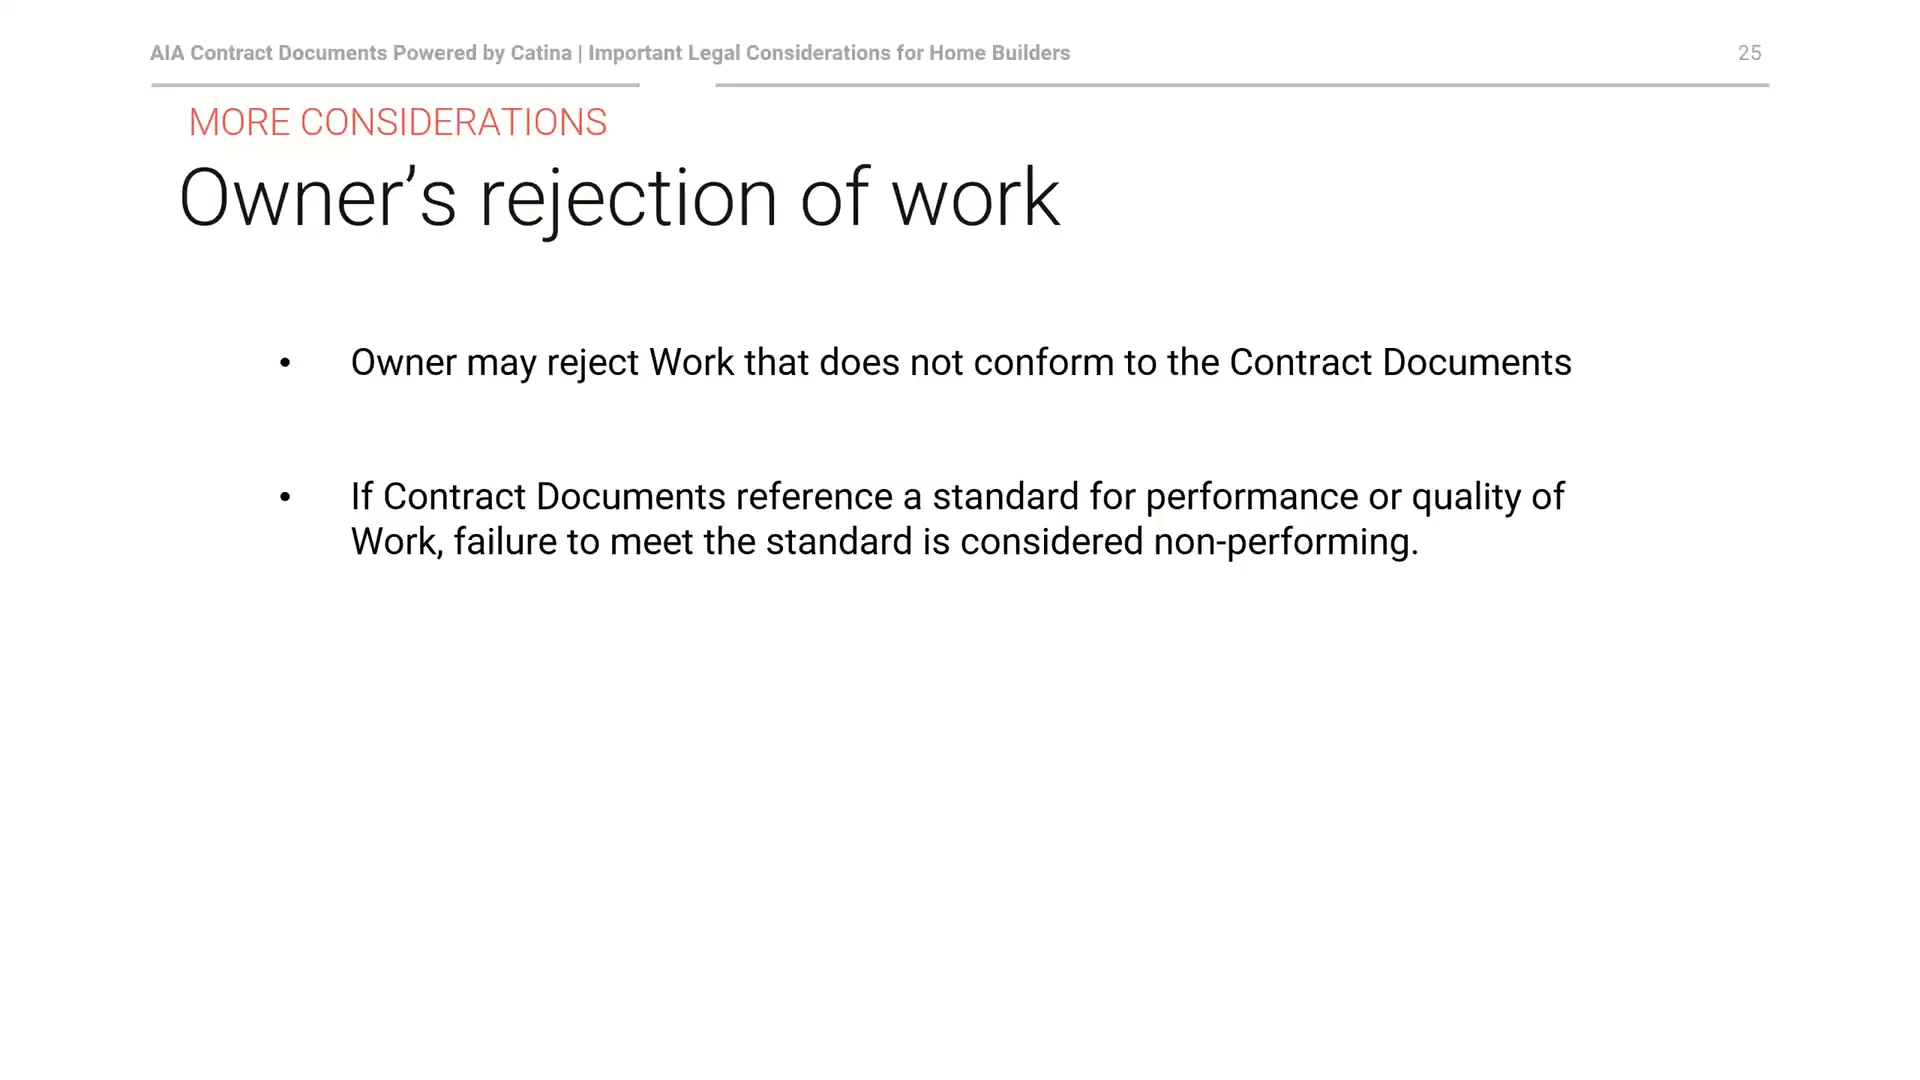 AIA Contract Documents Powered by Catina | Important Legal Considerations for Home Builders
25
MORE CONSIDERATIONS
Owner’s rejection of work
• Owner may reject Work that does not conform to the Contract Documents
• If Contract Documents reference a standard for performance or quality of
Work, failure to meet the standard is considered non-performing.